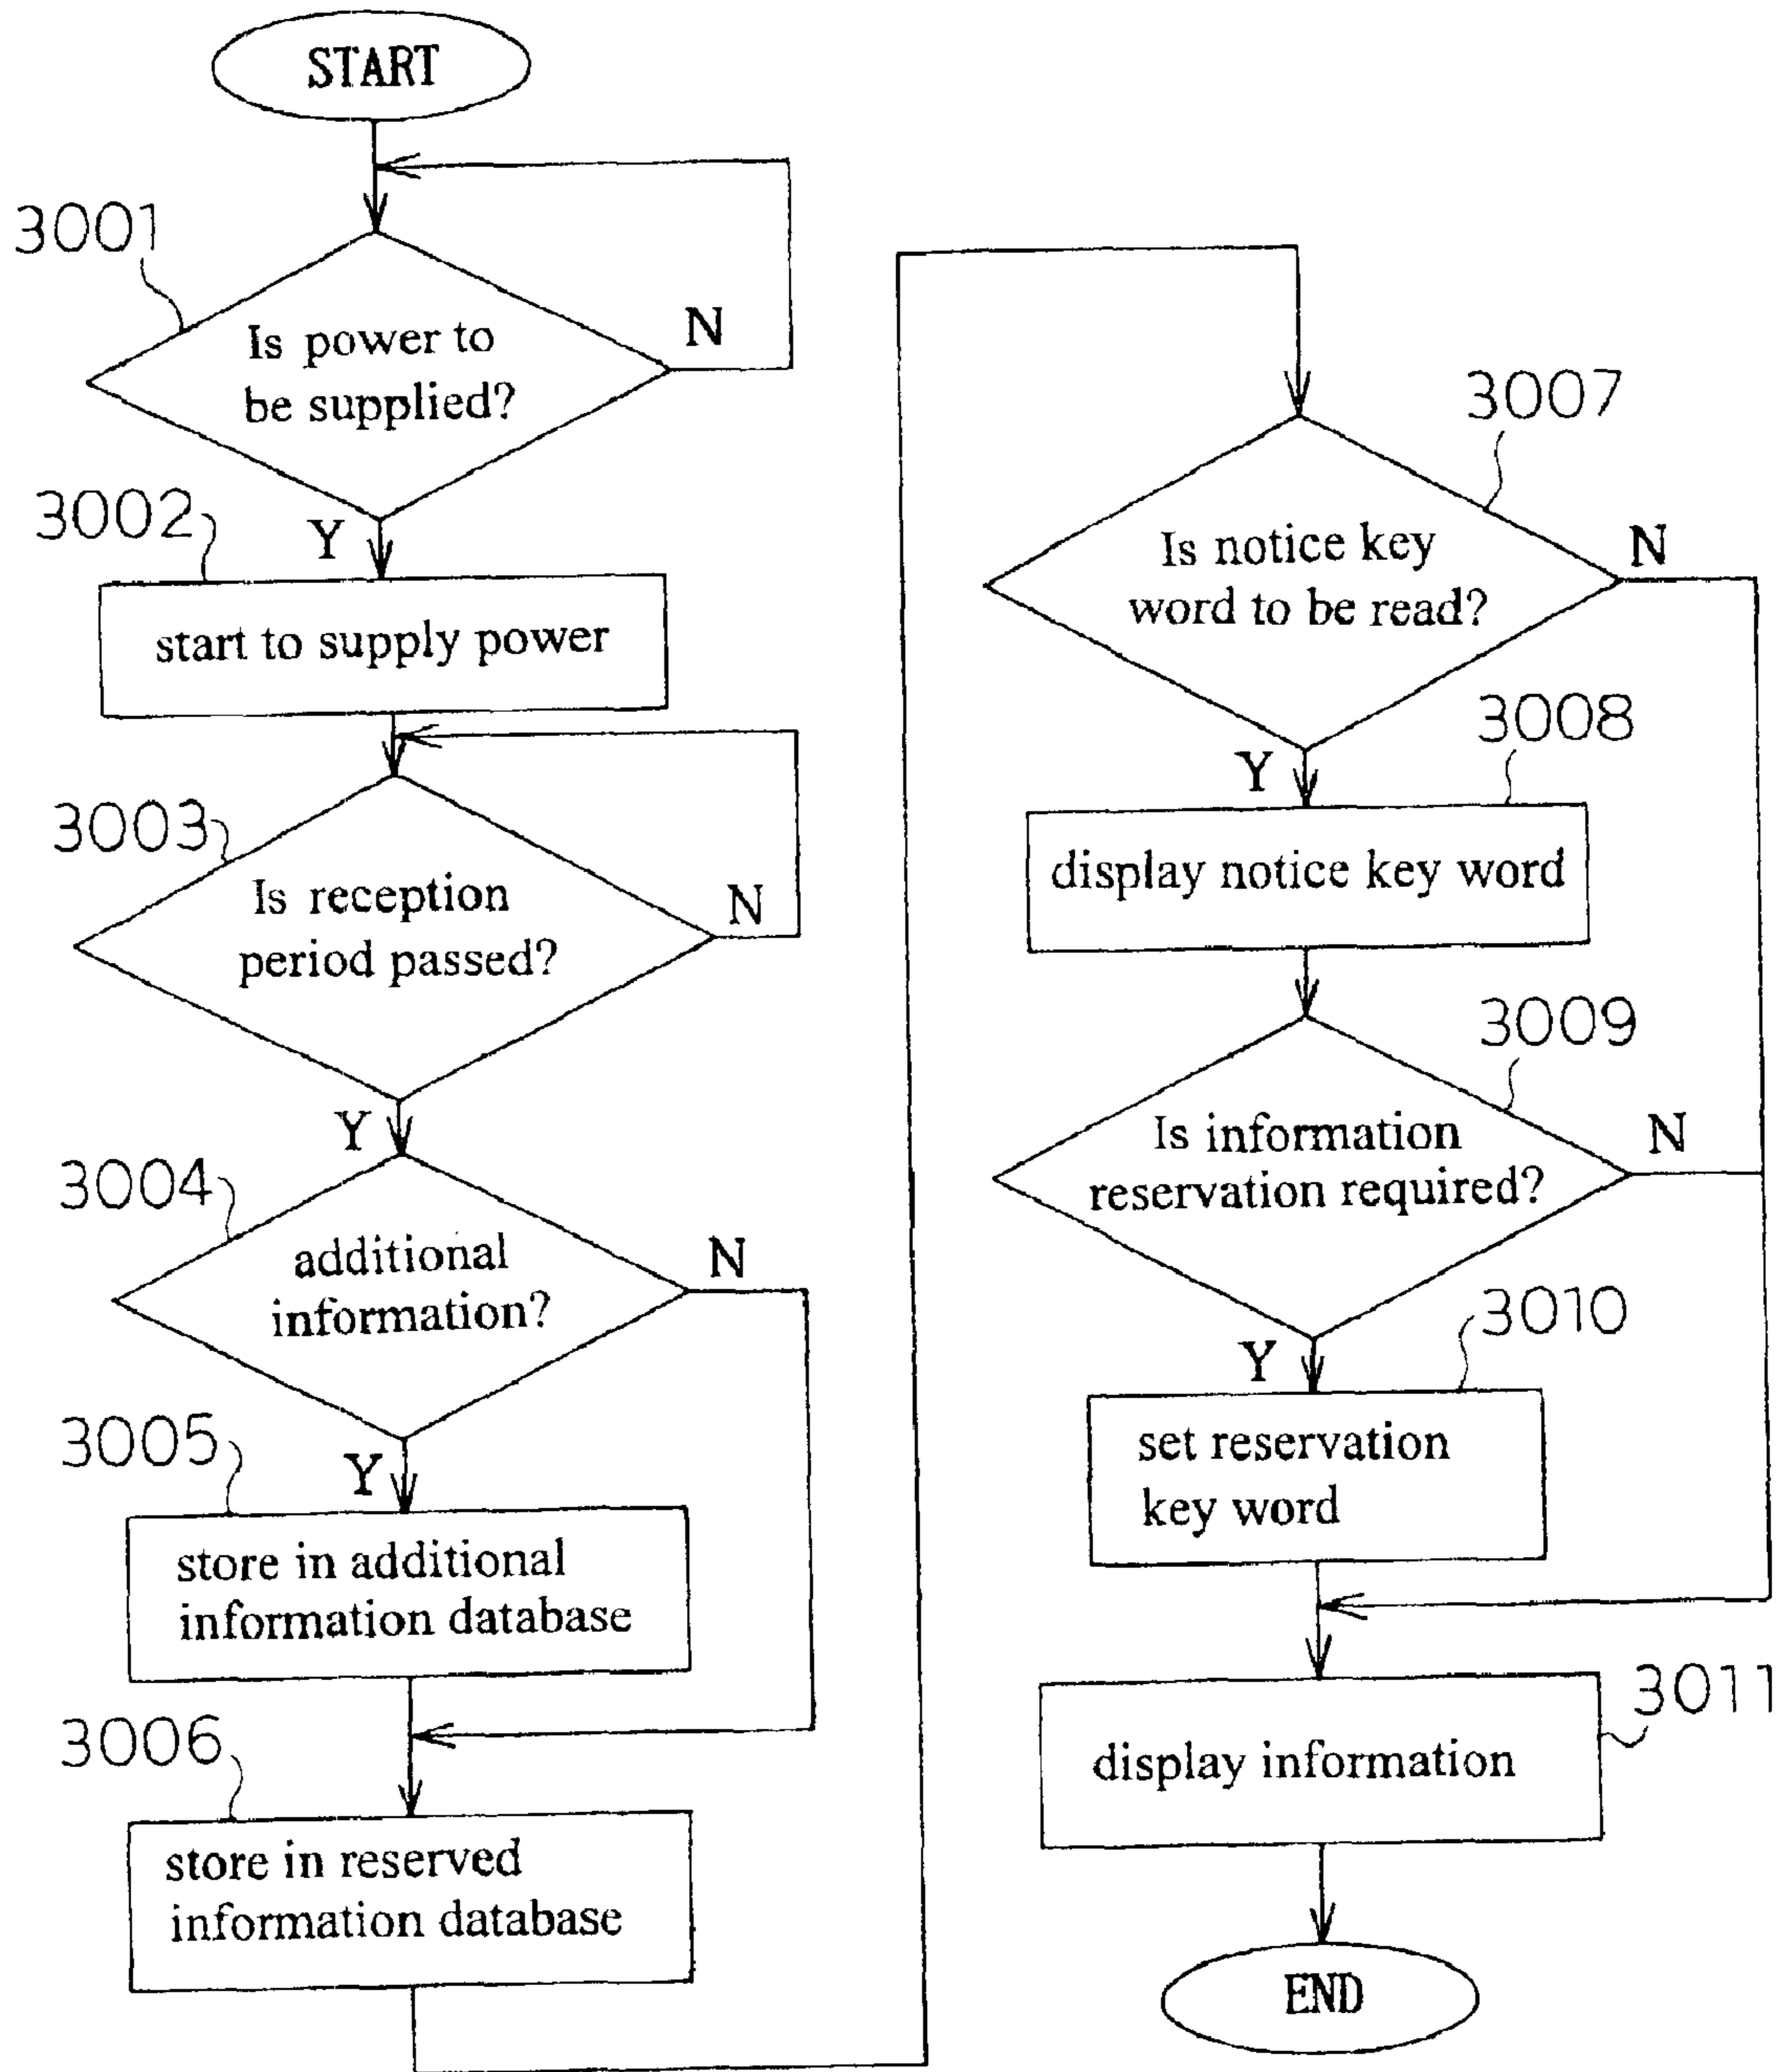 START
3001
Is power to
be supplied?
N
Y
3002
start to supply power
3003
Is reception
period passed?
N
Y
3004
additional
information?
N
Y
3005
store in additional
information database
3006
store in reserved
information database
3007
Is notice key
word to be read?
N
Y
3008
display notice key word
3009
Is information
reservation required?
N
Y
3010
set reservation
key word
3011
display information
END